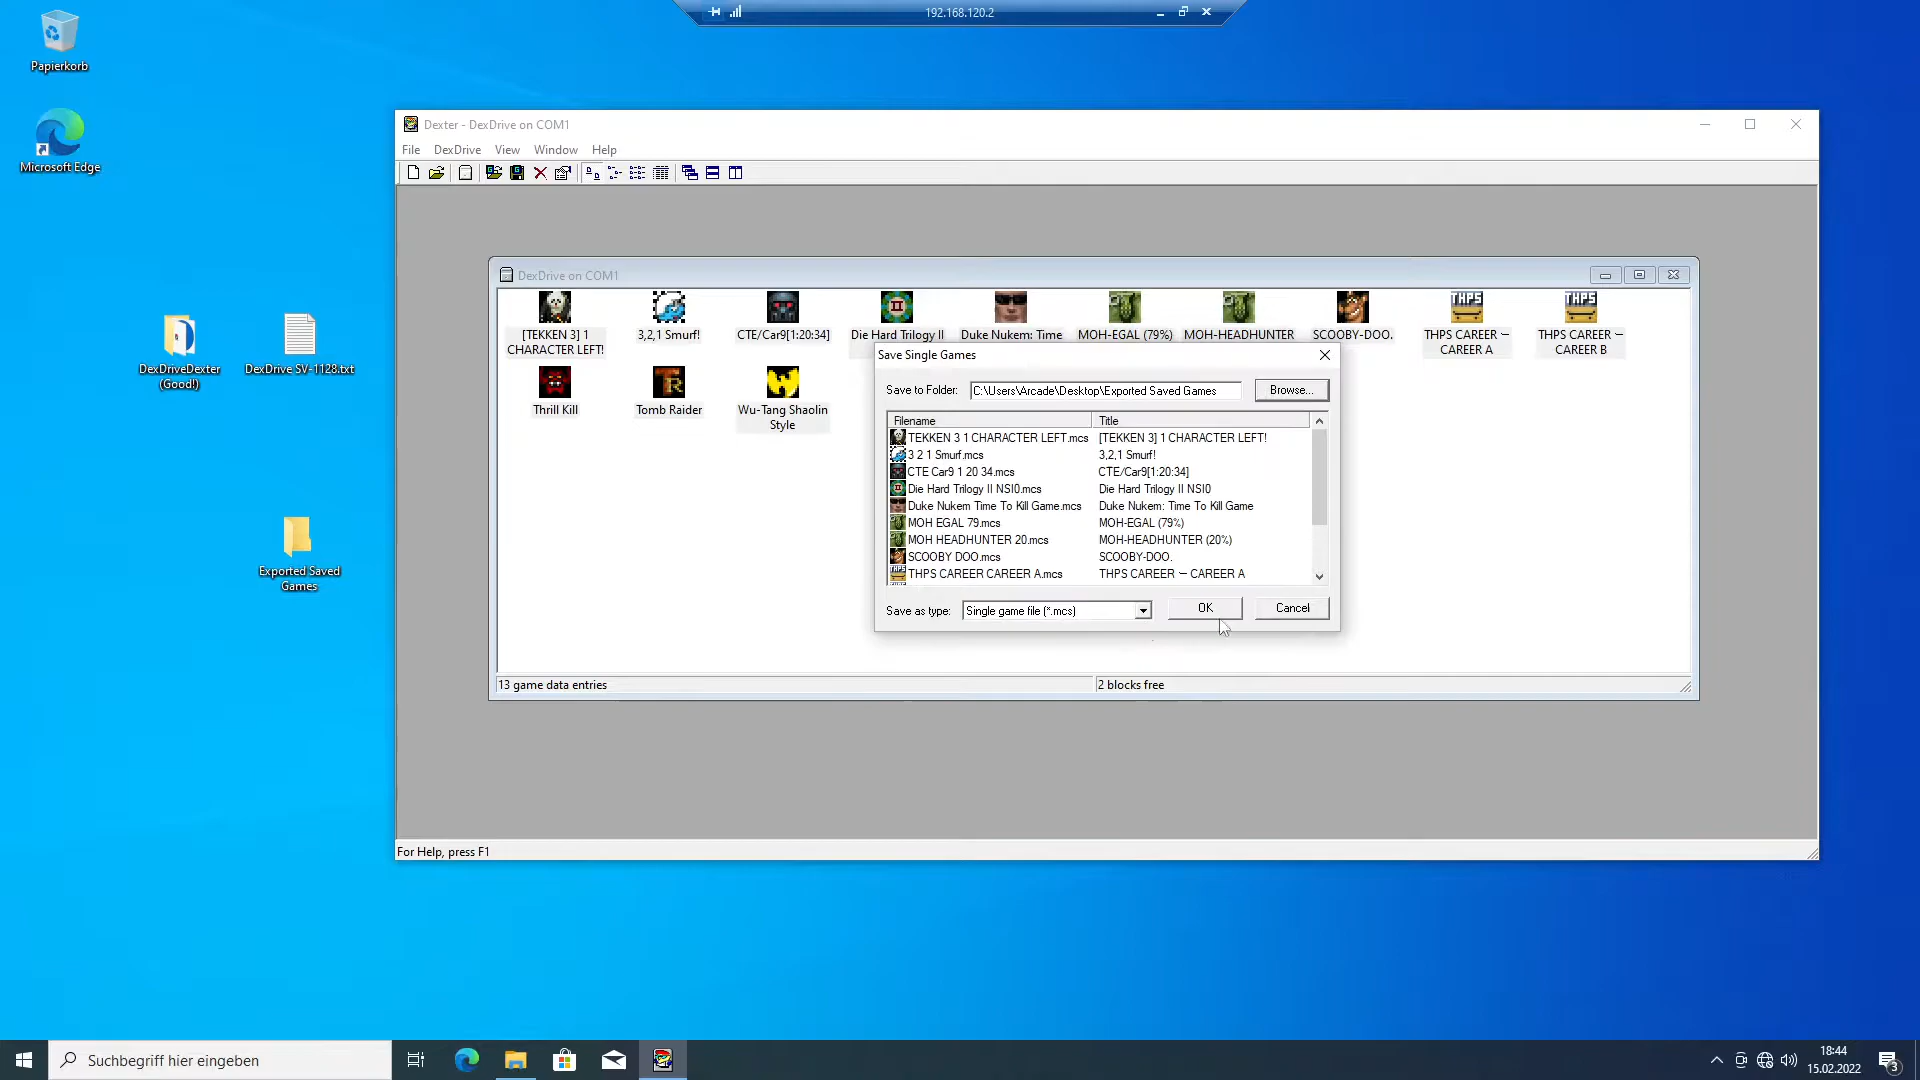 192.168.120.2
Papierkorb
Microsoft Edge
DexDriveDexter
(Good!)
DexDrive SV-1128.txt
Exported Saved
Games
Dexter - DexDrive on COM1
File DexDrive View Window Help
DexDrive on COM1
[TEKKEN 3] 1
CHARACTER LEFT!
3,2,1 Smurf!
CTE/Car9[1:20:34]
Die Hard Trilogy II
Duke Nukem: Time
MOH-EGAL (79%)
MOH-HEADHUNTER
SCOOBY-DOO.
THPS CAREER —
CAREER A
THPS CAREER —
CAREER B
Thrill Kill
Tomb Raider
Wu-Tang Shaolin
Style
Save Single Games
Save to Folder: C:\Users\Arcade\Desktop\Exported Saved Games Browse...
Filename Title
TEKKEN 3 1 CHARACTER LEFT.mcs [TEKKEN 3] 1 CHARACTER LEFT!
3 2 1 Smurf.mcs 3,2,1 Smurf!
CTE Car9 1 20 34.mcs CTE/Car9[1:20:34]
Die Hard Trilogy II NSI0.mcs Die Hard Trilogy II NSI0
Duke Nukem Time To Kill Game.mcs Duke Nukem: Time To Kill Game
MOH EGAL 79.mcs MOH-EGAL (79%)
MOH HEADHUNTER 20.mcs MOH-HEADHUNTER (20%)
SCOOBY DOO.mcs SCOOBY-DOO.
THPS CAREER CAREER A.mcs THPS CAREER — CAREER A
Save as type: Single game file (*.mcs) OK Cancel
13 game data entries 2 blocks free
For Help, press F1
Suchbegriff hier eingeben
18:44
15.02.2022
3